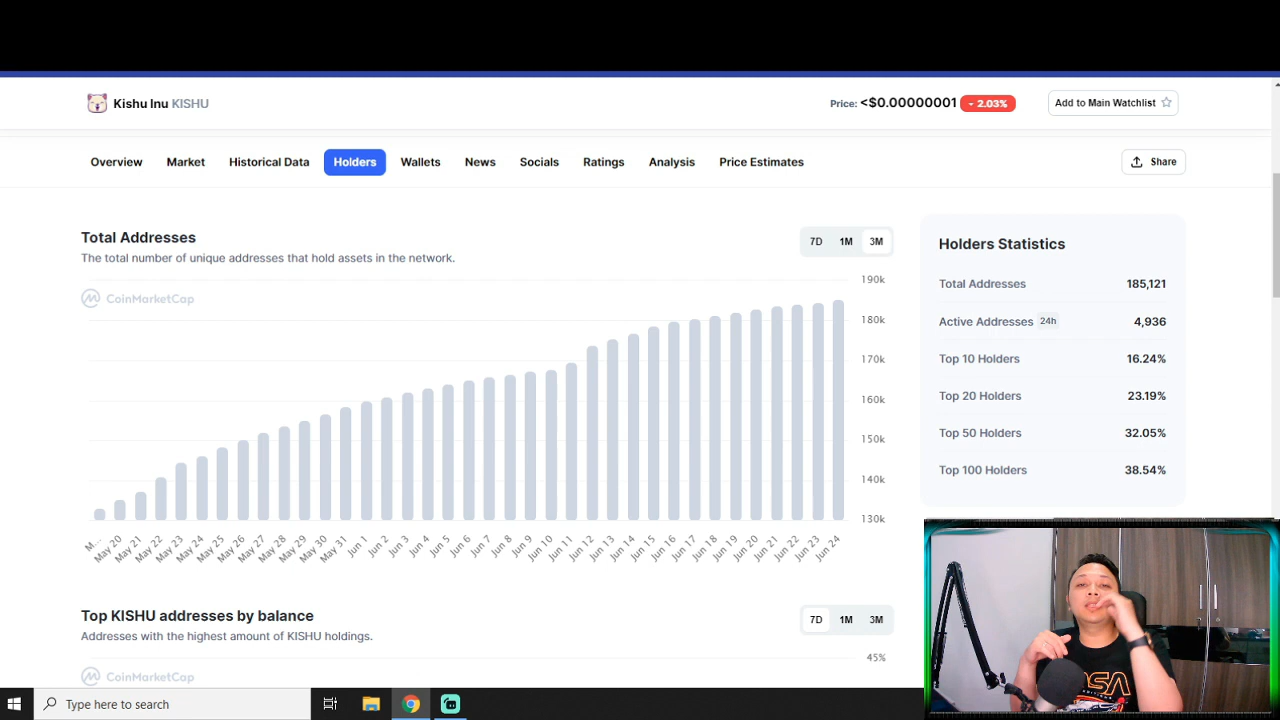 Kishu Inu KISHU
Price: <$0.00000001 2.03% Add to Main Watchlist
Overview Market Historical Data Holders Wallets News Socials Ratings Analysis Price Estimates Share
Total Addresses
The total number of unique addresses that hold assets in the network.
7D 1M 3M
CoinMarketCap
190k
180k
170k
160k
150k
140k
130k
M... May 20 May 21 May 22 May 23 May 24 May 25 May 26 May 27 May 28 May 29 May 30 May 31 Jun 1 Jun 2 Jun 3 Jun 4 Jun 5 Jun 6 Jun 7 Jun 8 Jun 9 Jun 10 Jun 11 Jun 12 Jun 13 Jun 14 Jun 15 Jun 16 Jun 17 Jun 18 Jun 19 Jun 20 Jun 21 Jun 22 Jun 23 Jun 24
Holders Statistics
Total Addresses 185,121
Active Addresses 24h 4,936
Top 10 Holders 16.24%
Top 20 Holders 23.19%
Top 50 Holders 32.05%
Top 100 Holders 38.54%
Top KISHU addresses by balance
Addresses with the highest amount of KISHU holdings.
7D 1M 3M
CoinMarketCap
45%
Type here to search